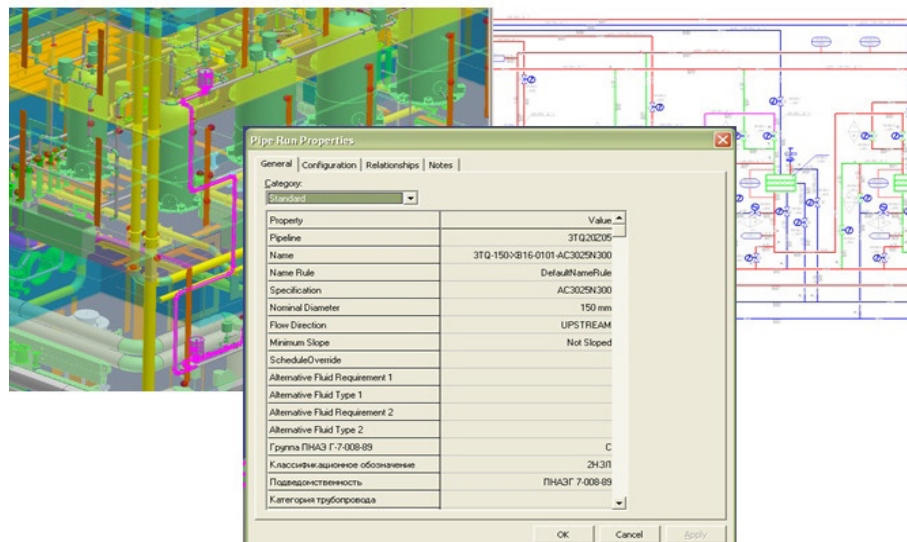 Pipe Run Properties
General Configuration Relationships Notes
Category:
Standard
Property Value
Pipeline 3TQ20Z05
Name 3TQ-150-XB16-0101-AC3025N300
Name Rule DefaultNameRule
Specification AC3025N300
Nominal Diameter 150 mm
Flow Direction UPSTREAM
Minimum Slope Not Sloped
ScheduleOverride
Alternative Fluid Requirement 1
Alternative Fluid Type 1
Alternative Fluid Requirement 2
Alternative Fluid Type 2
Группа ПНАЭ Г-7-008-89 С
Классификационное обозначение 2НЗЛ
Подведомственность ПНАЭГ 7-008-89
Категория трубопровода
OK Cancel Apply